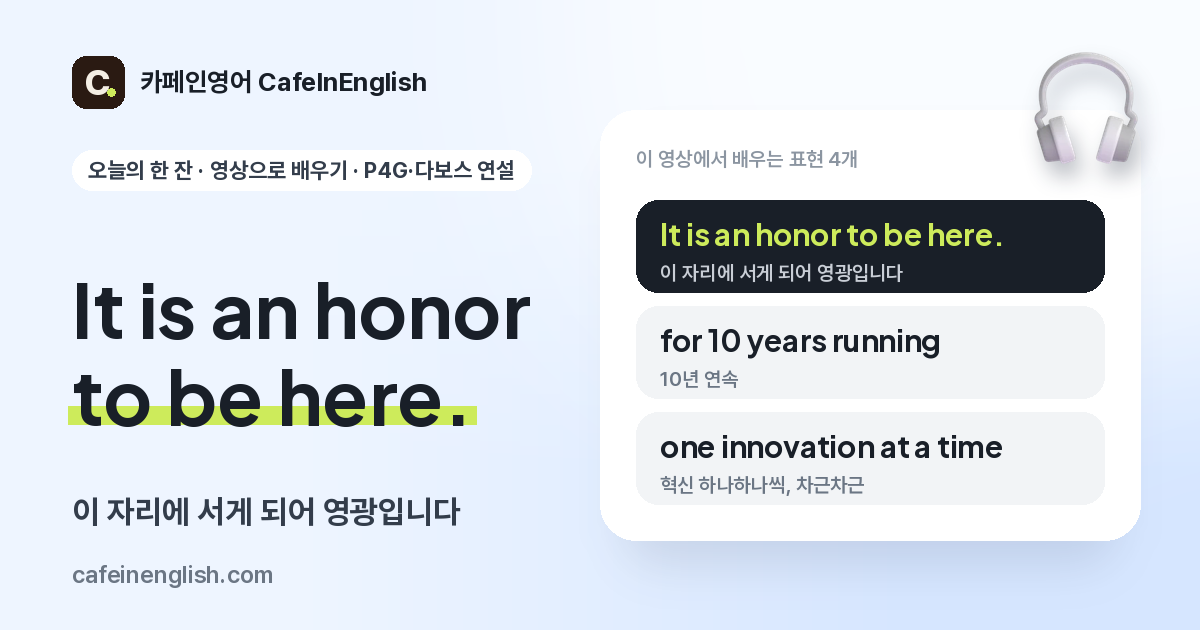 C
카페인영어 CafeInEnglish
오늘의 한 잔 · 영상으로 배우기 · P4G·다보스 연설
It is an honor
to be here.
이 자리에 서게 되어 영광입니다
cafeinenglish.com
이 영상에서 배우는 표현 4개
It is an honor to be here.
이 자리에 서게 되어 영광입니다
for 10 years running
10년 연속
one innovation at a time
혁신 하나하나씩, 차근차근